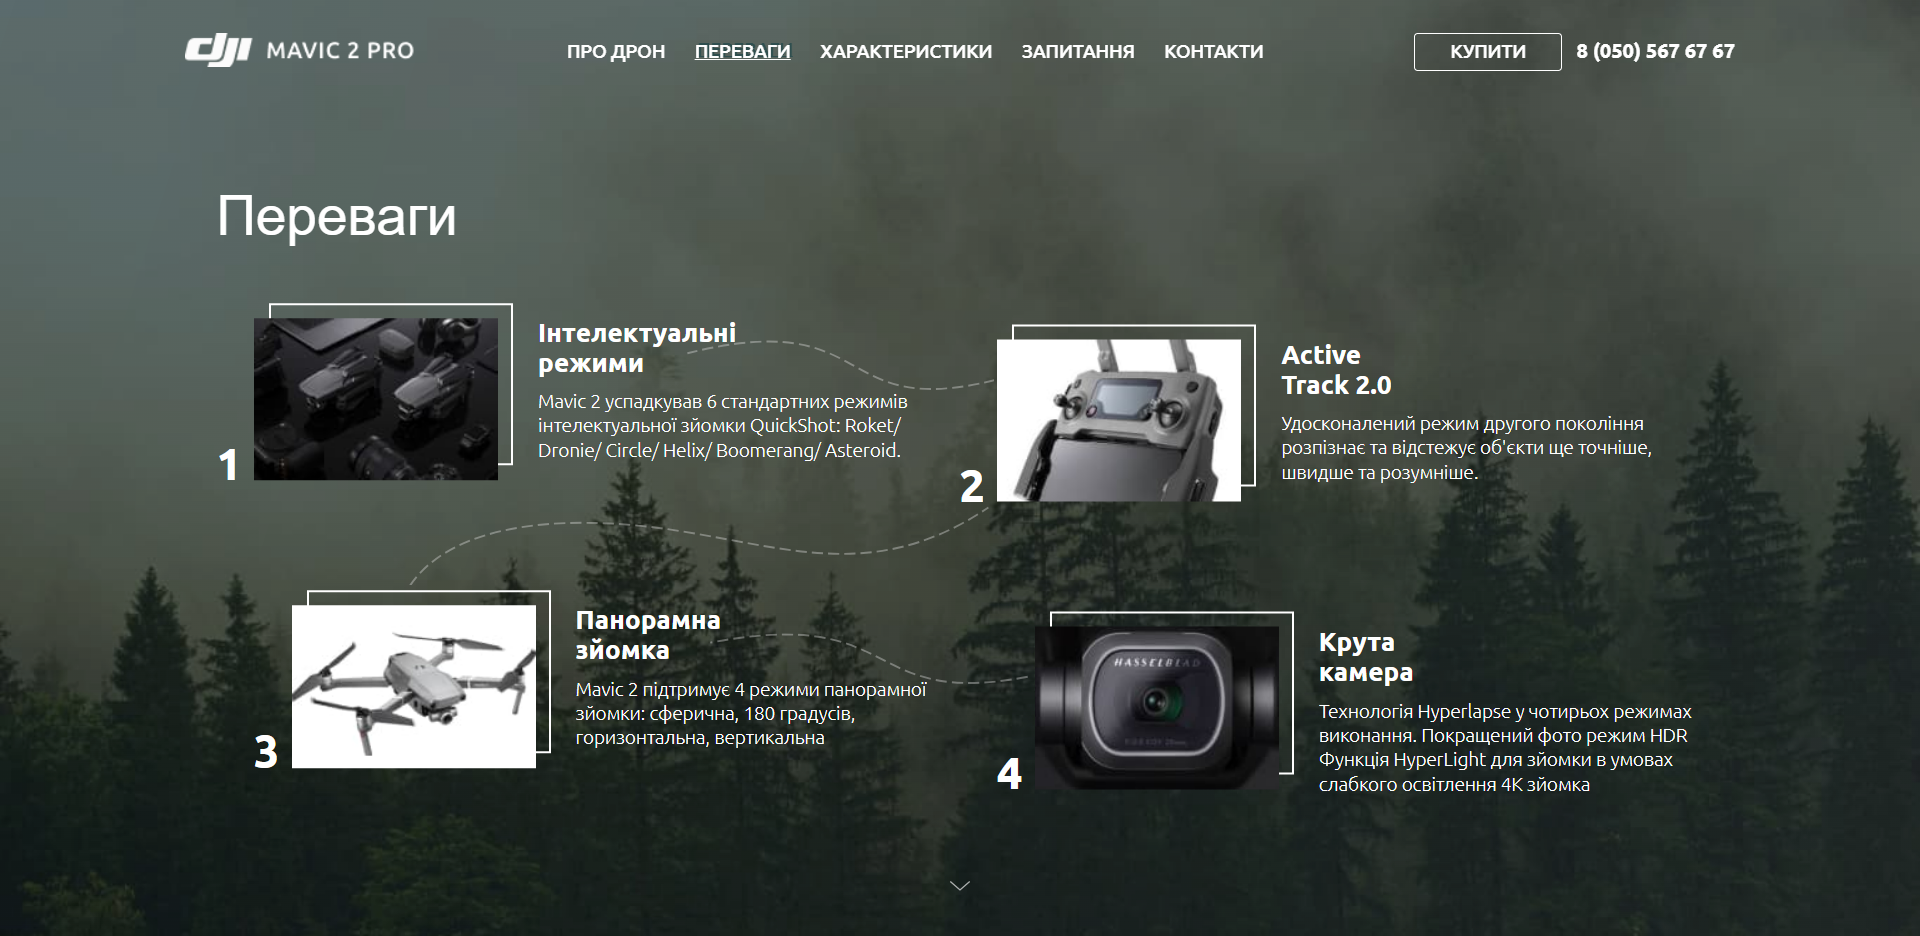 dji MAVIC 2 PRO
ПРО ДРОН
ПЕРЕВАГИ
ХАРАКТЕРИСТИКИ
ЗАПИТАННЯ
КОНТАКТИ
КУПИТИ
8 (050) 567 67 67
Переваги
1
Інтелектуальні
режими
Mavic 2 успадкував 6 стандартних режимів
інтелектуальної зйомки QuickShot: Roket/
Dronie/ Circle/ Helix/ Boomerang/ Asteroid.
2
Active
Track 2.0
Удосконалений режим другого покоління
розпізнає та відстежує об'єкти ще точніше,
швидше та розумніше.
3
Панорамна
зйомка
Mavic 2 підтримує 4 режими панорамної
зйомки: сферична, 180 градусів,
горизонтальна, вертикальна
4
HASSELBLAD
Крута
камера
Технологія Hyperlapse у чотирьох режимах
виконання. Покращений фото режим HDR
Функція HyperLight для зйомки в умовах
слабкого освітлення 4К зйомка